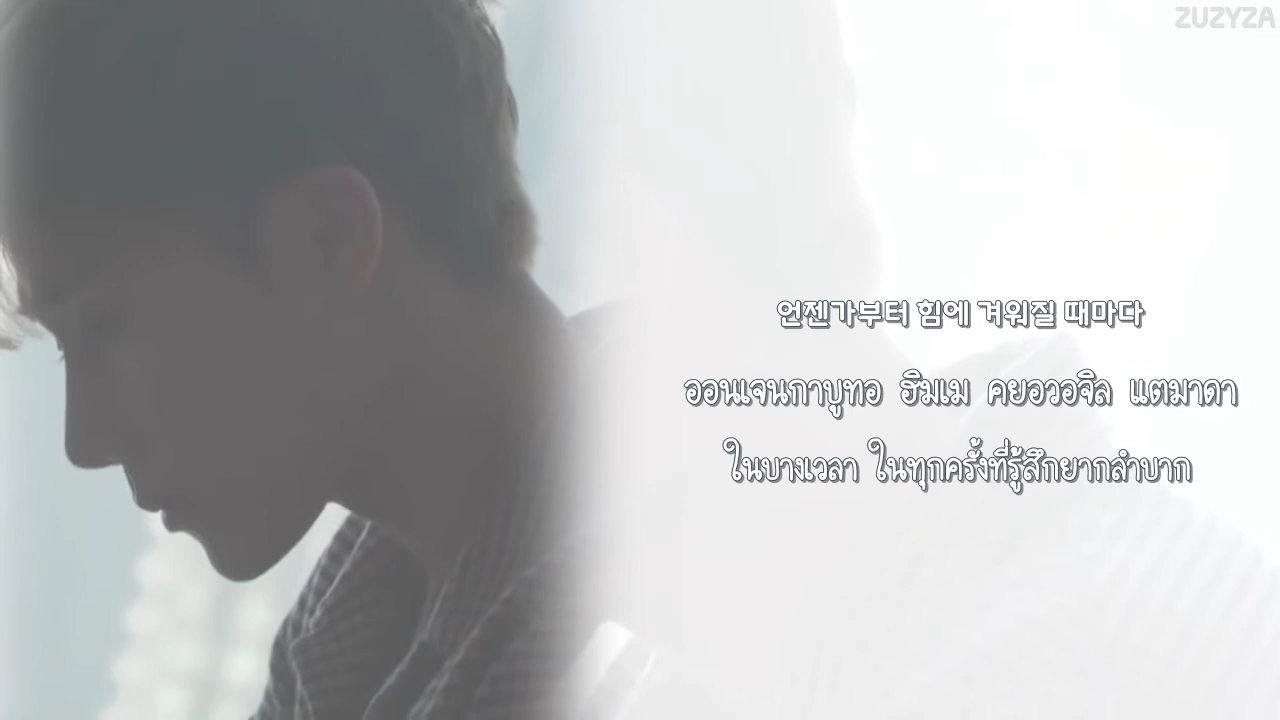 ZUZYZA
언젠가부터 힘에 겨워질 때마다
ออนเจนกาบูทอ ฮิมเม คยอวอจิล แตมาดา
ในบางเวลา ในทุกครั้งที่รู้สึกยากลำบาก